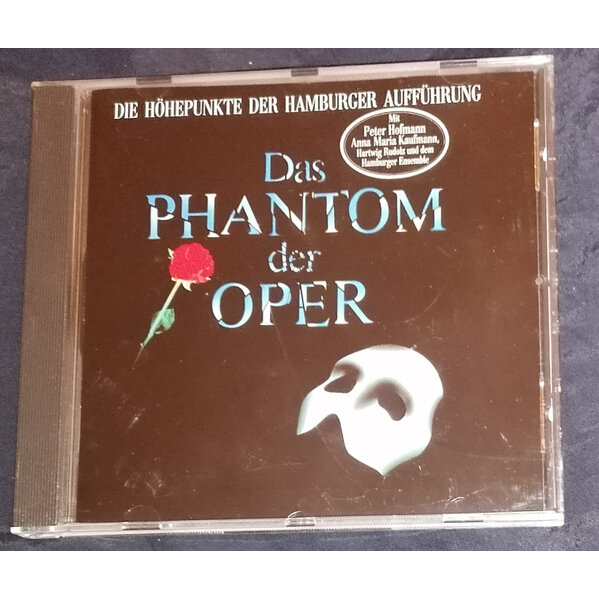 DIE HÖHEPUNKTE DER HAMBURGER AUFFÜHRUNG
Mit
Peter Hofmann
Anna Maria Kaufmann,
Hartwig Rudolz und dem
Hamburger Ensemble
Das
PHANTOM
der
OPER